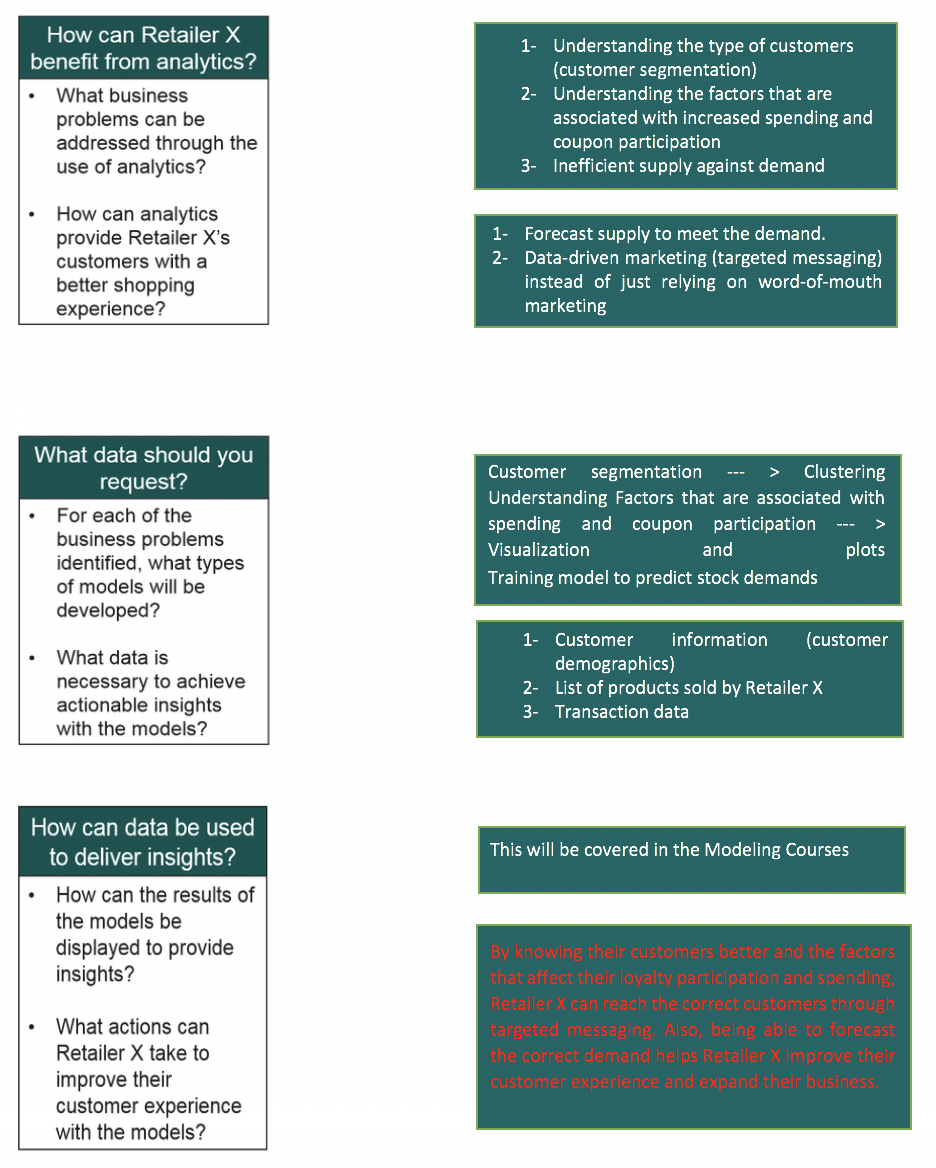 How can Retailer X
benefit from analytics?
• What business
problems can be
addressed through the
use of analytics?
• How can analytics
provide Retailer X's
customers with a
better shopping
experience?
1- Understanding the type of customers
(customer segmentation)
2- Understanding the factors that are
associated with increased spending and
coupon participation
3- Inefficient supply against demand
1- Forecast supply to meet the demand.
2- Data-driven marketing (targeted messaging)
instead of just relying on word-of-mouth
marketing
What data should you
request?
• For each of the
business problems
identified, what types
of models will be
developed?
• What data is
necessary to achieve
actionable insights
with the models?
Customer segmentation --- > Clustering
Understanding Factors that are associated with
spending and coupon participation --- >
Visualization and plots
Training model to predict stock demands
1- Customer information (customer
demographics)
2- List of products sold by Retailer X
3- Transaction data
How can data be used
to deliver insights?
• How can the results of
the models be
displayed to provide
insights?
• What actions can
Retailer X take to
improve their
customer experience
with the models?
This will be covered in the Modeling Courses
By knowing their customers better and the factors
that affect their loyalty participation and spending,
Retailer X can reach the correct customers through
targeted messaging. Also, being able to forecast
the correct demand helps Retailer X improve their
customer experience and expand their business.